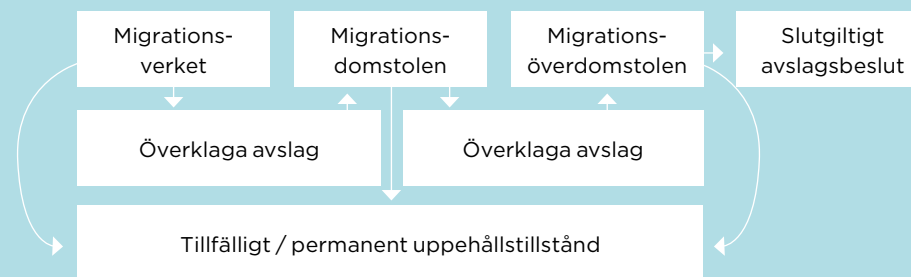 Migrations-
verket
Migrations-
domstolen
Migrations-
överdomstolen
Slutgiltigt
avslagsbeslut
Överklaga avslag
Överklaga avslag
Tillfälligt / permanent uppehållstillstånd